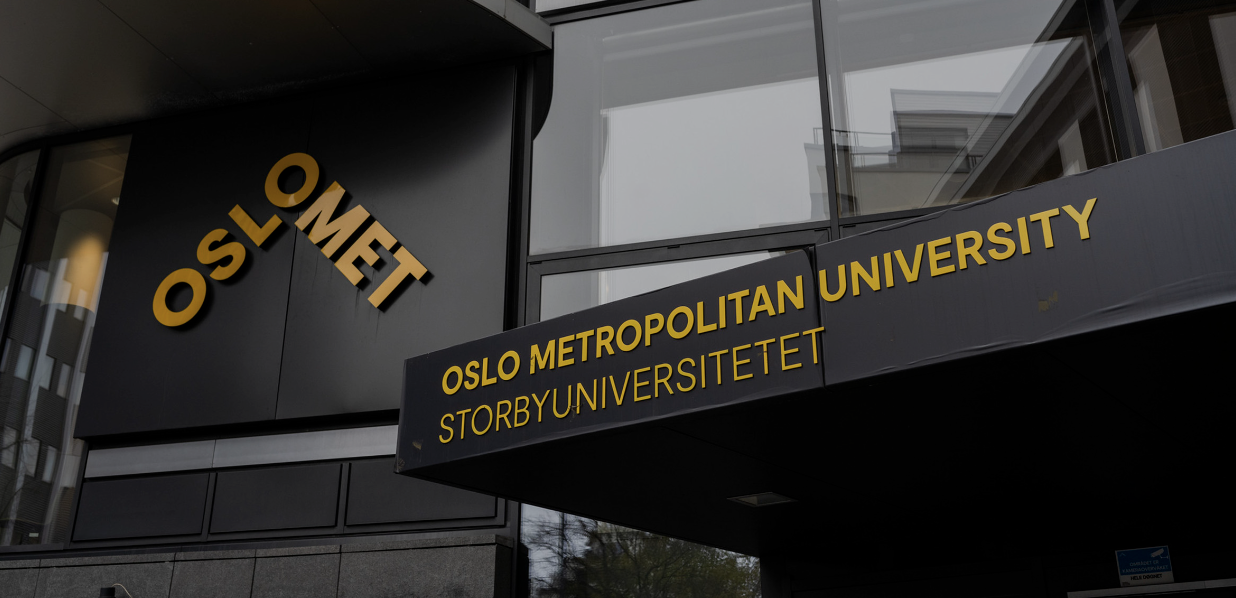 OSLOMET
OSLO METROPOLITAN UNIVERSITY
STORBYUNIVERSITETET